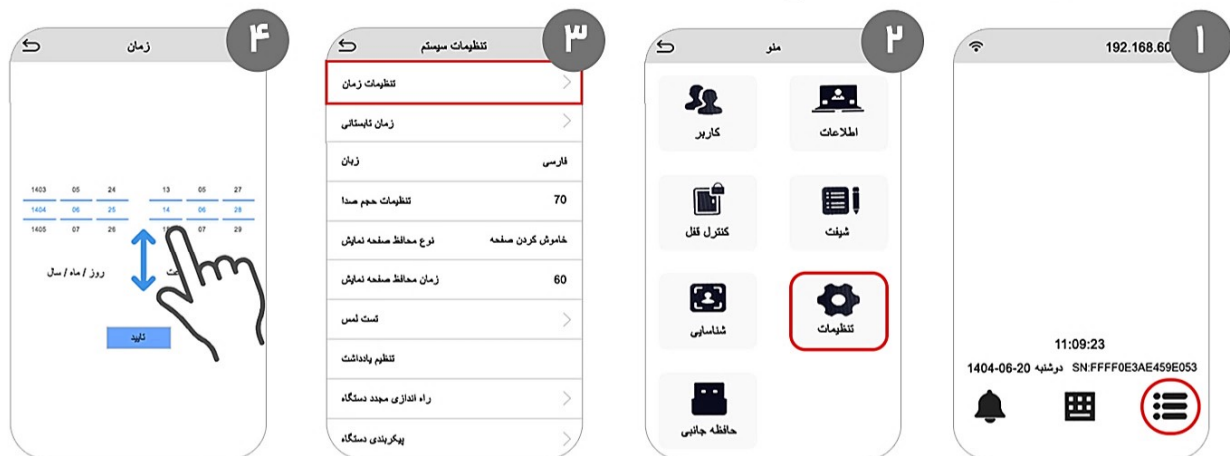 ۱
192.168.60
11:09:23
SN:FFFF0E3AE459E053 دوشنبه 1404-06-20
۲
منو
اطلاعات
کاربر
شیفت
کنترل قفل
تنظیمات
شناسایی
حافظه جانبی
۳
تنظیمات سیستم
تنظیمات زمان
زمان تابستانی
زبان فارسی
تنظیمات حجم صدا 70
نوع محافظ صفحه نمایش خاموش کردن صفحه
زمان محافظ صفحه نمایش 60
تست لمس
تنظیم یادداشت
راه اندازی مجدد دستگاه
پیکربندی دستگاه
۴
زمان
1403 05 24 13 05 27
1404 06 25 14 06 28
1405 07 26 07 29
روز / ماه / سال
تایید